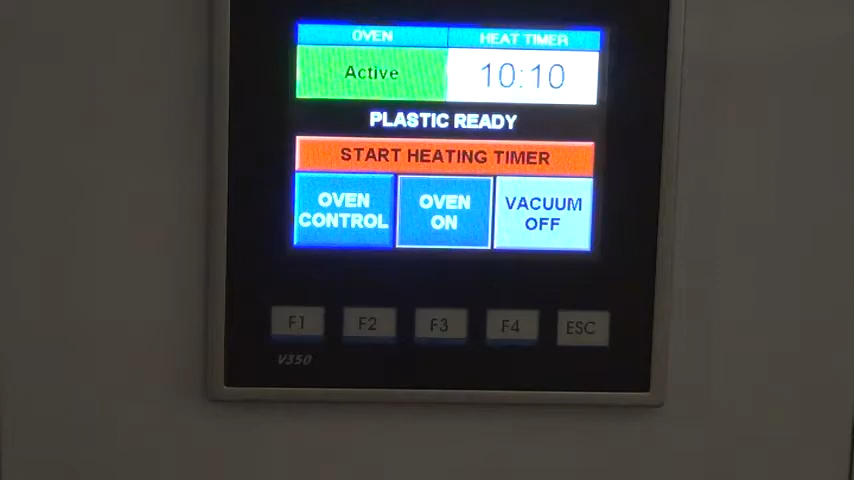 OVEN HEAT TIMER
Active 10:10
PLASTIC READY
START HEATING TIMER
OVEN CONTROL
OVEN ON
VACUUM OFF
F1 F2 F3 F4 ESC
V350